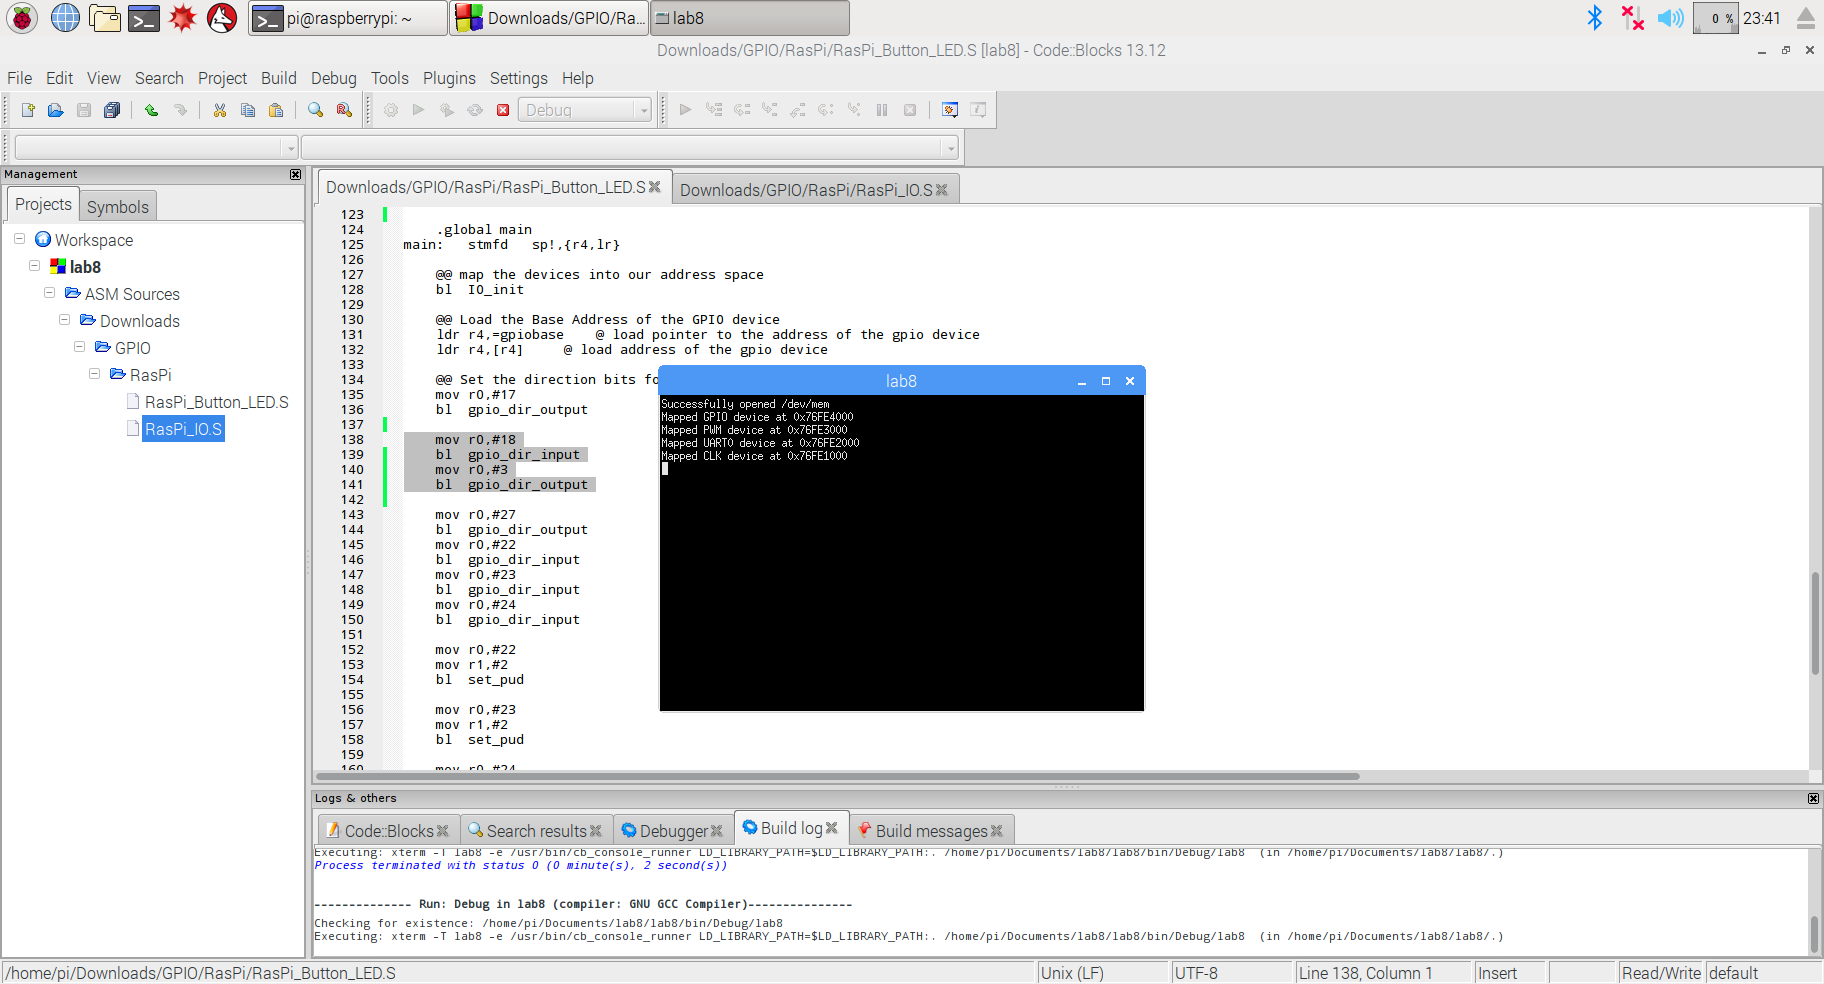 pi@raspberrypi: ~
Downloads/GPIO/Ra...
lab8
0 %
23:41
Downloads/GPIO/RasPi/RasPi_Button_LED.S [lab8] - Code::Blocks 13.12
File Edit View Search Project Build Debug Tools Plugins Settings Help
Debug
Management
Projects Symbols
Workspace
lab8
ASM Sources
Downloads
GPIO
RasPi
RasPi_Button_LED.S
RasPi_IO.S
Downloads/GPIO/RasPi/RasPi_Button_LED.S Downloads/GPIO/RasPi/RasPi_IO.S
123
124 .global main
125 main: stmfd sp!,{r4,lr}
126
127 @@ map the devices into our address space
128 bl IO_init
129
130 @@ Load the Base Address of the GPIO device
131 ldr r4,=gpiobase @ load pointer to the address of the gpio device
132 ldr r4,[r4] @ load address of the gpio device
133
134 @@ Set the direction bits fo
135 mov r0,#17
136 bl gpio_dir_output
137
138 mov r0,#18
139 bl gpio_dir_input
140 mov r0,#3
141 bl gpio_dir_output
142
143 mov r0,#27
144 bl gpio_dir_output
145 mov r0,#22
146 bl gpio_dir_input
147 mov r0,#23
148 bl gpio_dir_input
149 mov r0,#24
150 bl gpio_dir_input
151
152 mov r0,#22
153 mov r1,#2
154 bl set_pud
155
156 mov r0,#23
157 mov r1,#2
158 bl set_pud
159
160 mov r0,#24
lab8
Successfully opened /dev/mem
Mapped GPIO device at 0x76FE4000
Mapped PWM device at 0x76FE3000
Mapped UART0 device at 0x76FE2000
Mapped CLK device at 0x76FE1000
Logs & others
Code::Blocks Search results Debugger Build log Build messages
Executing: xterm -T lab8 -e /usr/bin/cb_console_runner LD_LIBRARY_PATH=$LD_LIBRARY_PATH:. /home/pi/Documents/lab8/lab8/bin/Debug/lab8 (in /home/pi/Documents/lab8/lab8/.)
Process terminated with status 0 (0 minute(s), 2 second(s))
-------------- Run: Debug in lab8 (compiler: GNU GCC Compiler)---------------
Checking for existence: /home/pi/Documents/lab8/lab8/bin/Debug/lab8
Executing: xterm -T lab8 -e /usr/bin/cb_console_runner LD_LIBRARY_PATH=$LD_LIBRARY_PATH:. /home/pi/Documents/lab8/lab8/bin/Debug/lab8 (in /home/pi/Documents/lab8/lab8/.)
/home/pi/Downloads/GPIO/RasPi/RasPi_Button_LED.S Unix (LF) UTF-8 Line 138, Column 1 Insert Read/Write default